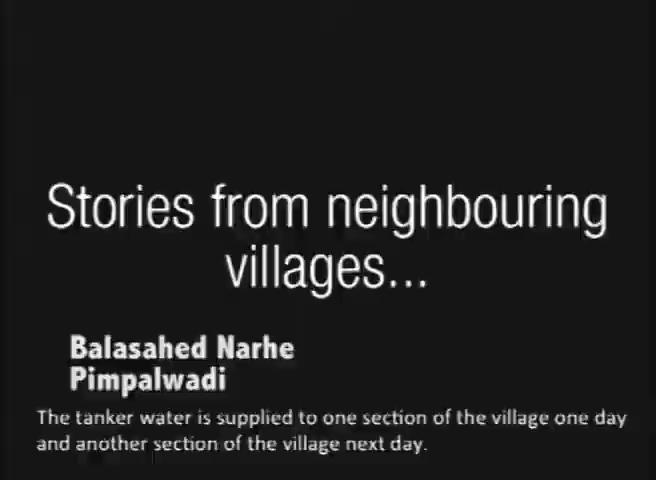 Stories from neighbouring
villages...
Balasahed Narhe
Pimpalwadi
The tanker water is supplied to one section of the village one day
and another section of the village next day.